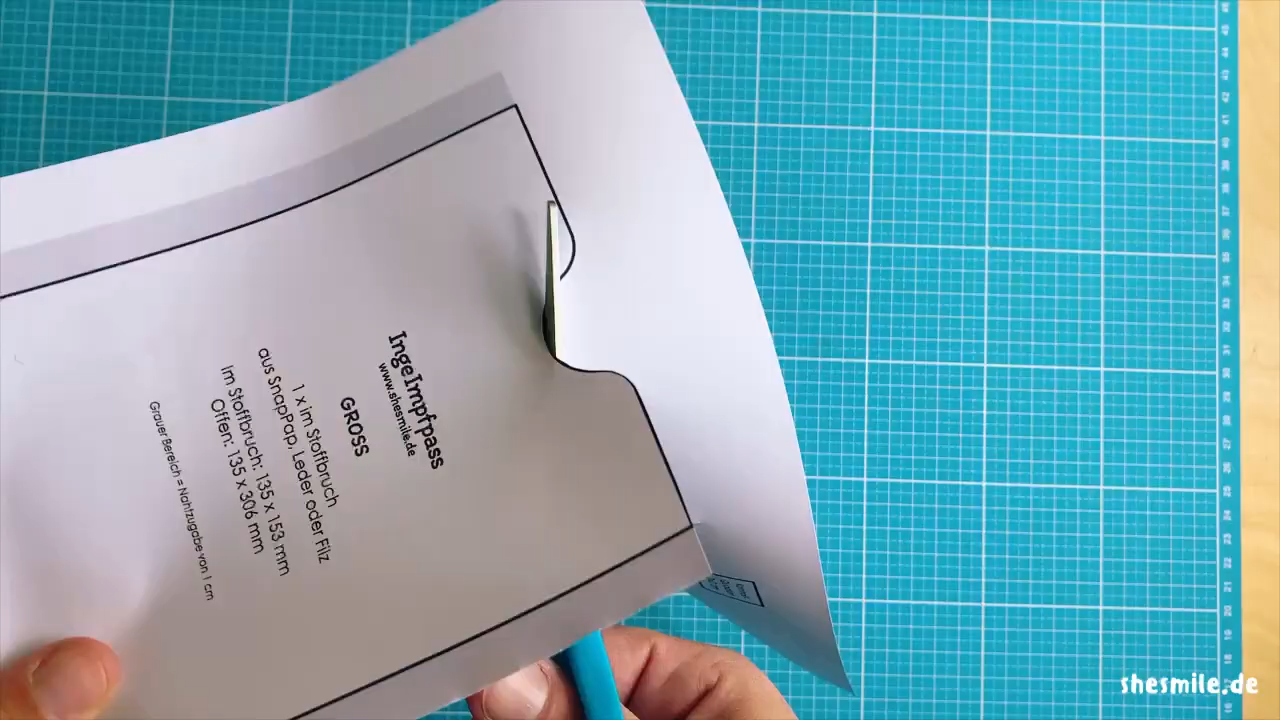 IngeImpfpass
www.shesmile.de
GROSS
1 x im Stoffbruch
aus SnapPap, Leder oder Filz
Im Stoffbruch: 135 x 153 mm
Offen: 135 x 306 mm
Grauer Bereich = Nahtzugabe von 1 cm
shesmile.de